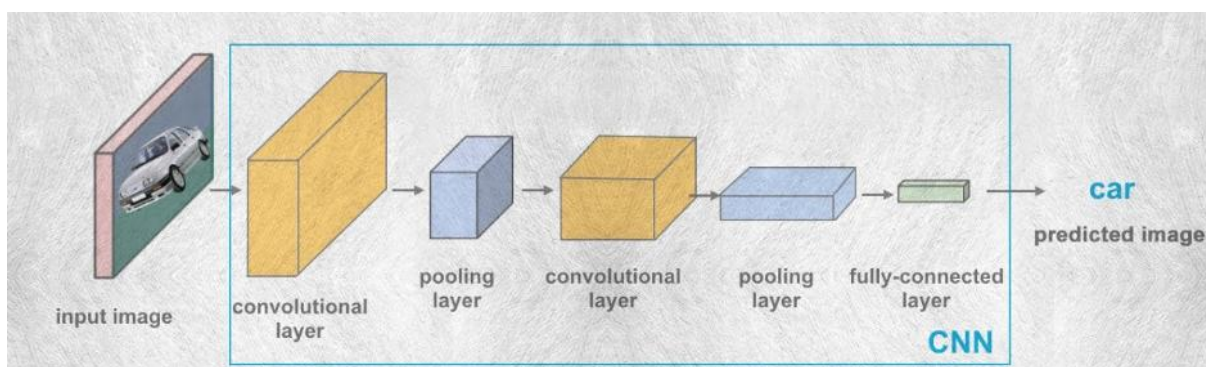 input image
convolutional
layer
pooling
layer
convolutional
layer
pooling
layer
fully-connected
layer
CNN
car
predicted image